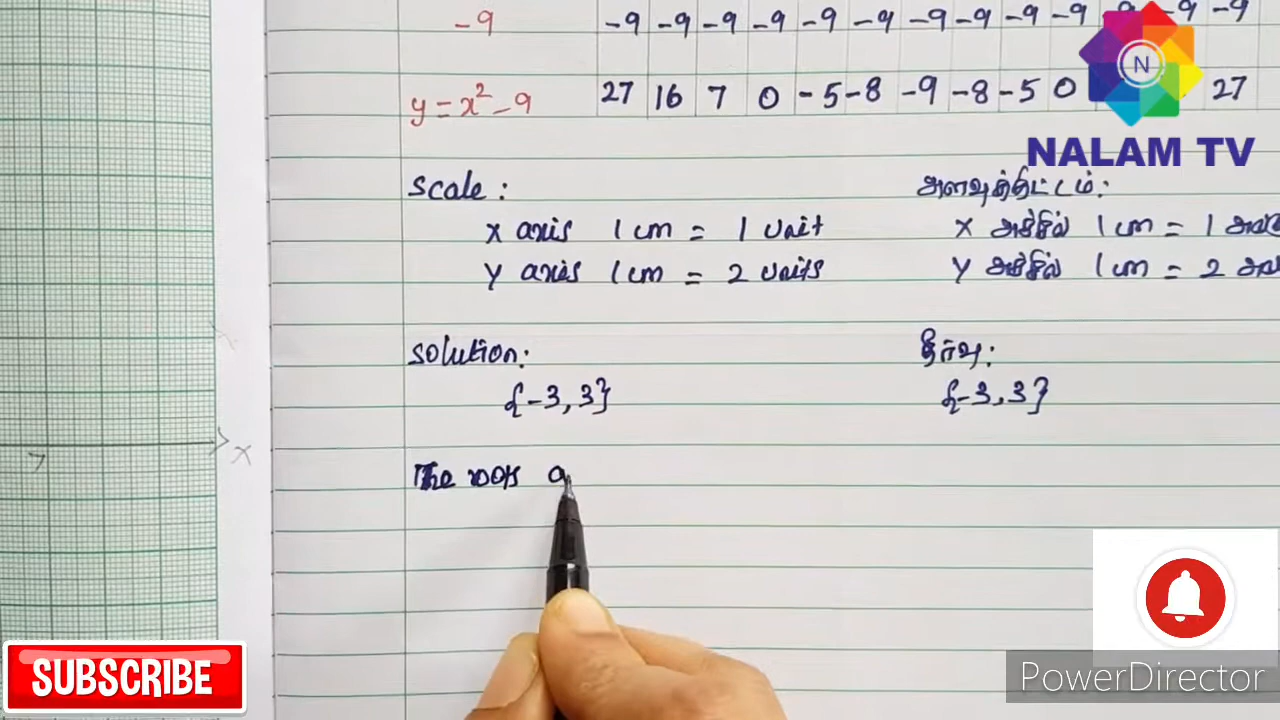 -9 -9 -9 -9 -9 -9 -9 -9 -9 -9 -9 -9 -9
y = x² - 9 27 16 7 0 -5 -8 -9 -8 -5 0 27
NALAM TV
N
Scale : அளவுத்திட்டம் :
X axis 1 cm = 1 Unit X அச்சில் 1 cm = 1
Y axis 1 cm = 2 Units Y அச்சில் 1 cm = 2
Solution : தீர்வு :
{-3, 3} {-3, 3}
X
The roots a
SUBSCRIBE
PowerDirector